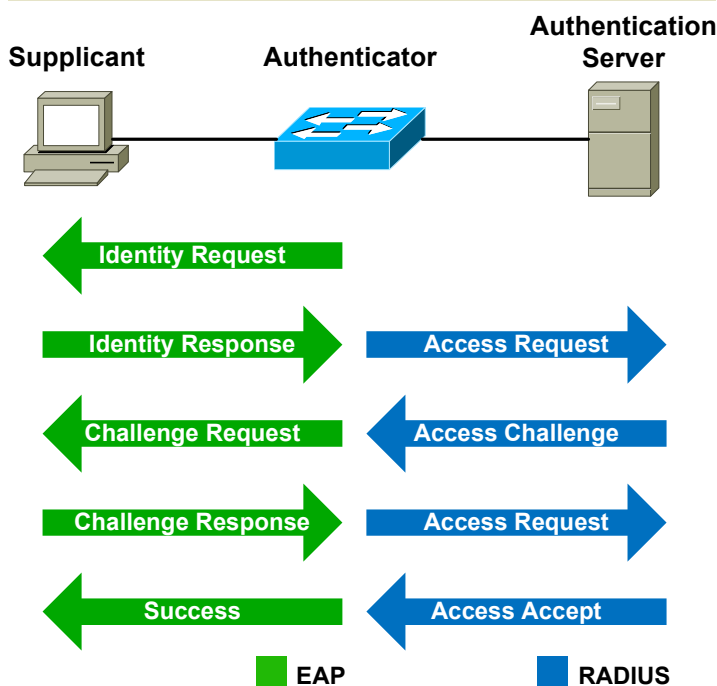 Supplicant
Authenticator
Authentication
Server
Identity Request
Identity Response
Access Request
Challenge Request
Access Challenge
Challenge Response
Access Request
Success
Access Accept
EAP
RADIUS